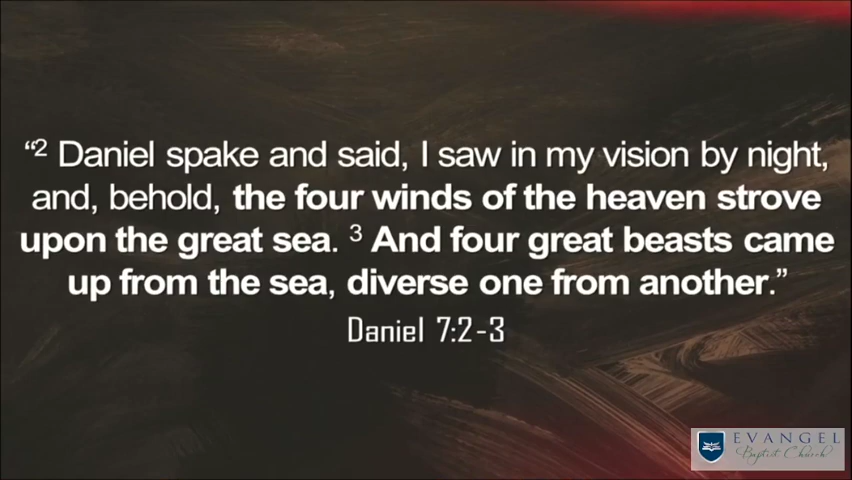 “2 Daniel spake and said, I saw in my vision by night,
and, behold, the four winds of the heaven strove
upon the great sea. 3 And four great beasts came
up from the sea, diverse one from another.”
Daniel 7:2-3
EVANGEL
Baptist Church